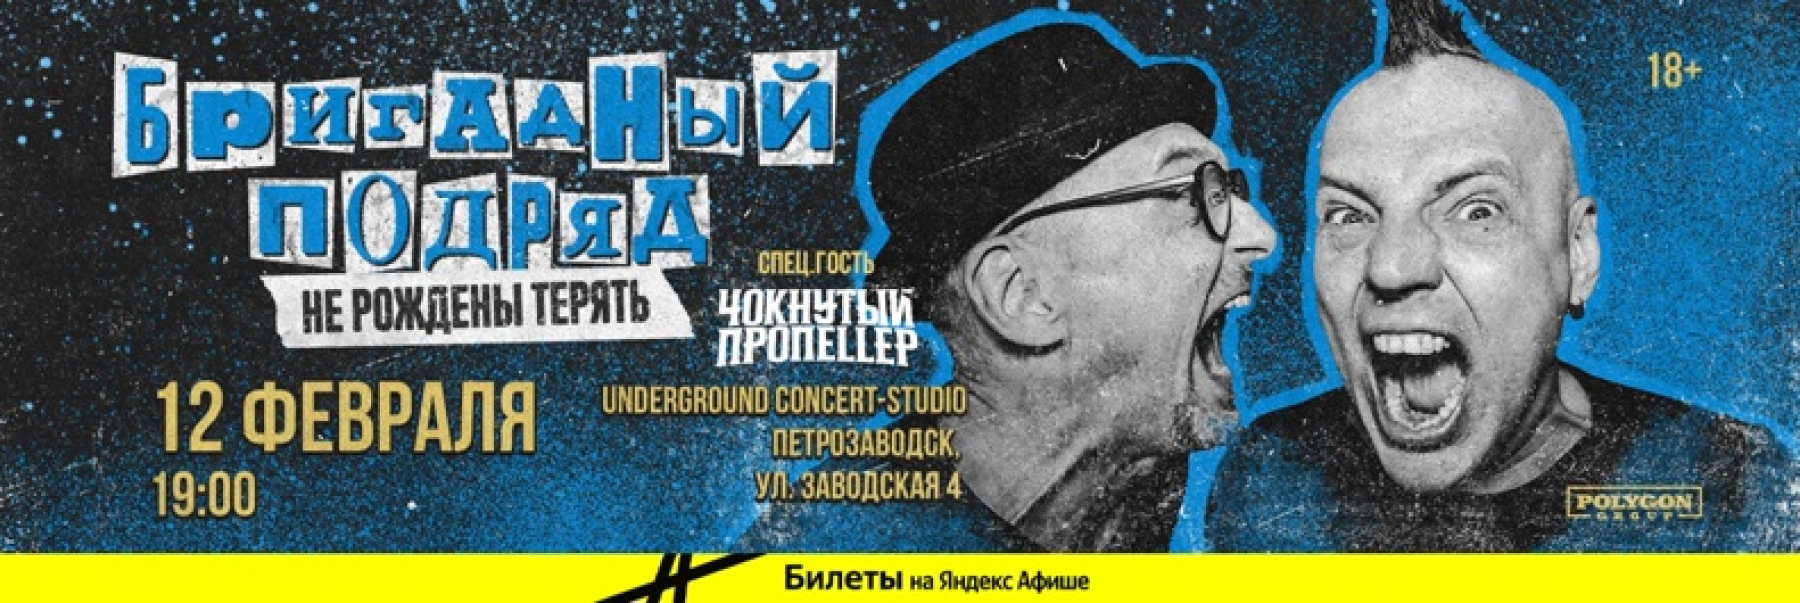 БРИГАДНЫЙ
ПОДРЯД
НЕ РОЖДЕНЫ ТЕРЯТЬ
12 ФЕВРАЛЯ
19:00
СПЕЦ.ГОСТЬ
ЧОКНУТЫЙ
ПРОПЕLLЕР
UNDERGROUND CONCERT-STUDIO
ПЕТРОЗАВОДСК,
УЛ. ЗАВОДСКАЯ 4
18+
POLYGON
GROUP
Билеты на Яндекс Афише